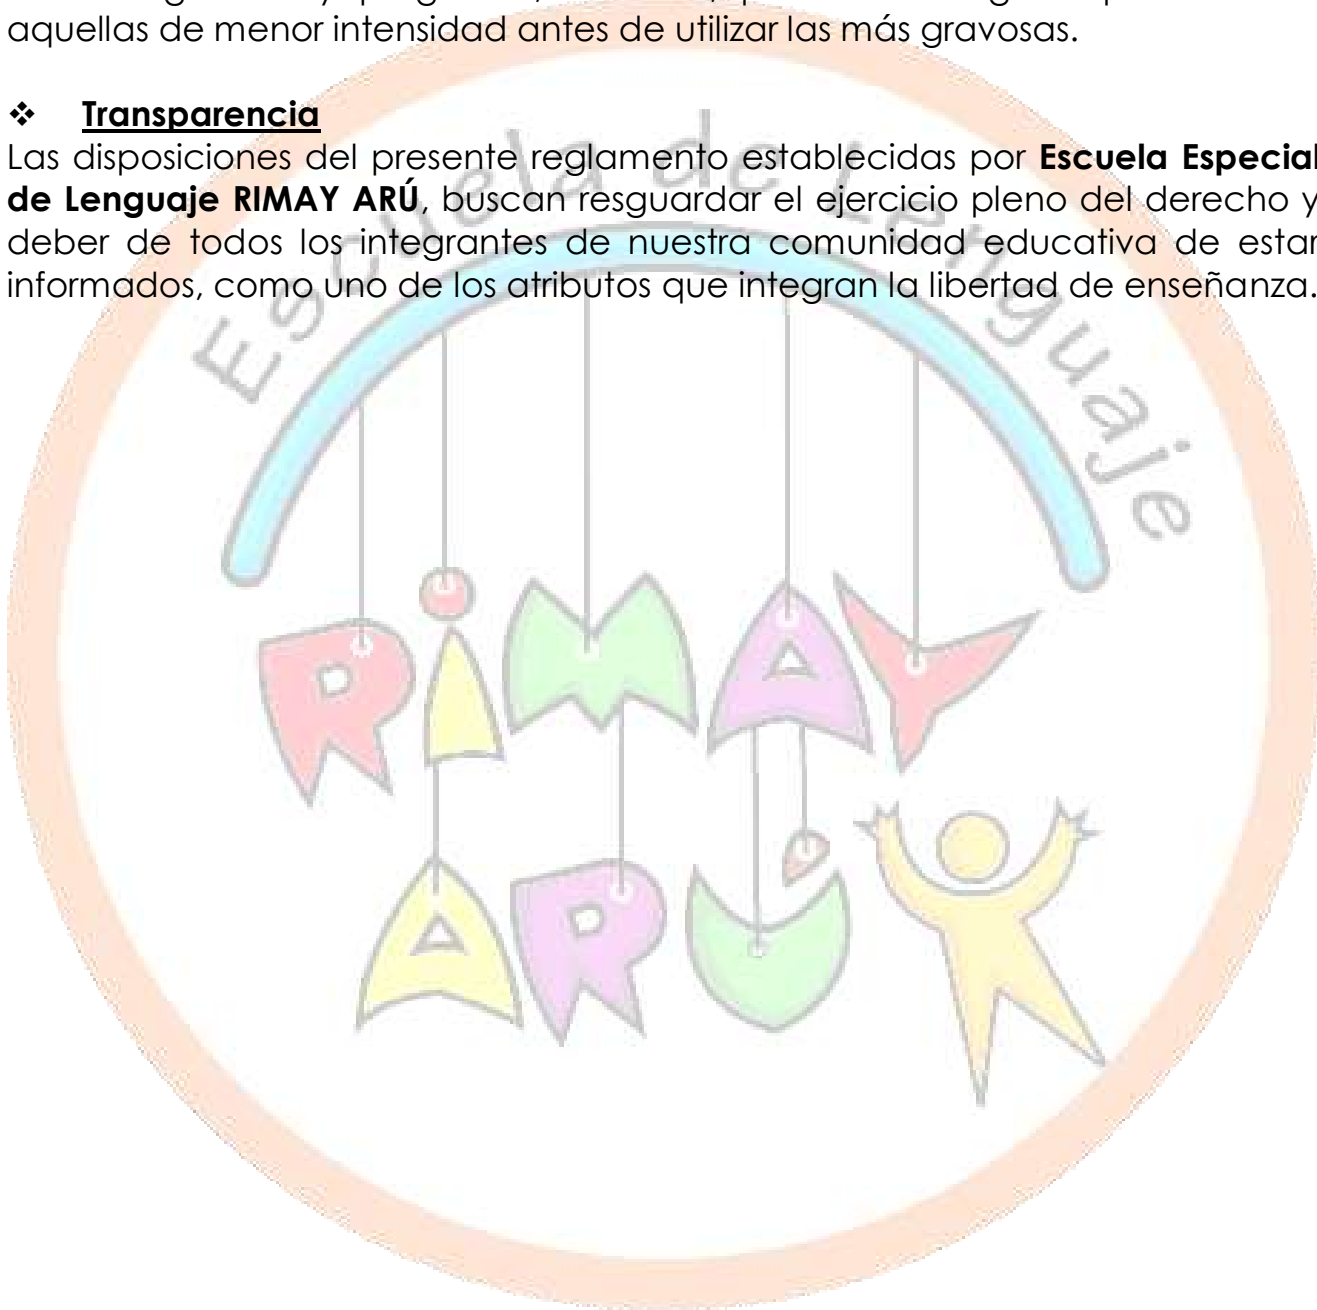 aquellas de menor intensidad antes de utilizar las más gravosas.
❖ Transparencia
Las disposiciones del presente reglamento establecidas por Escuela Especial
de Lenguaje RIMAY ARÚ, buscan resguardar el ejercicio pleno del derecho y
deber de todos los integrantes de nuestra comunidad educativa de estar
informados, como uno de los atributos que integran la libertad de enseñanza.
Escuela de Lenguaje
RiMAY
ARÚ